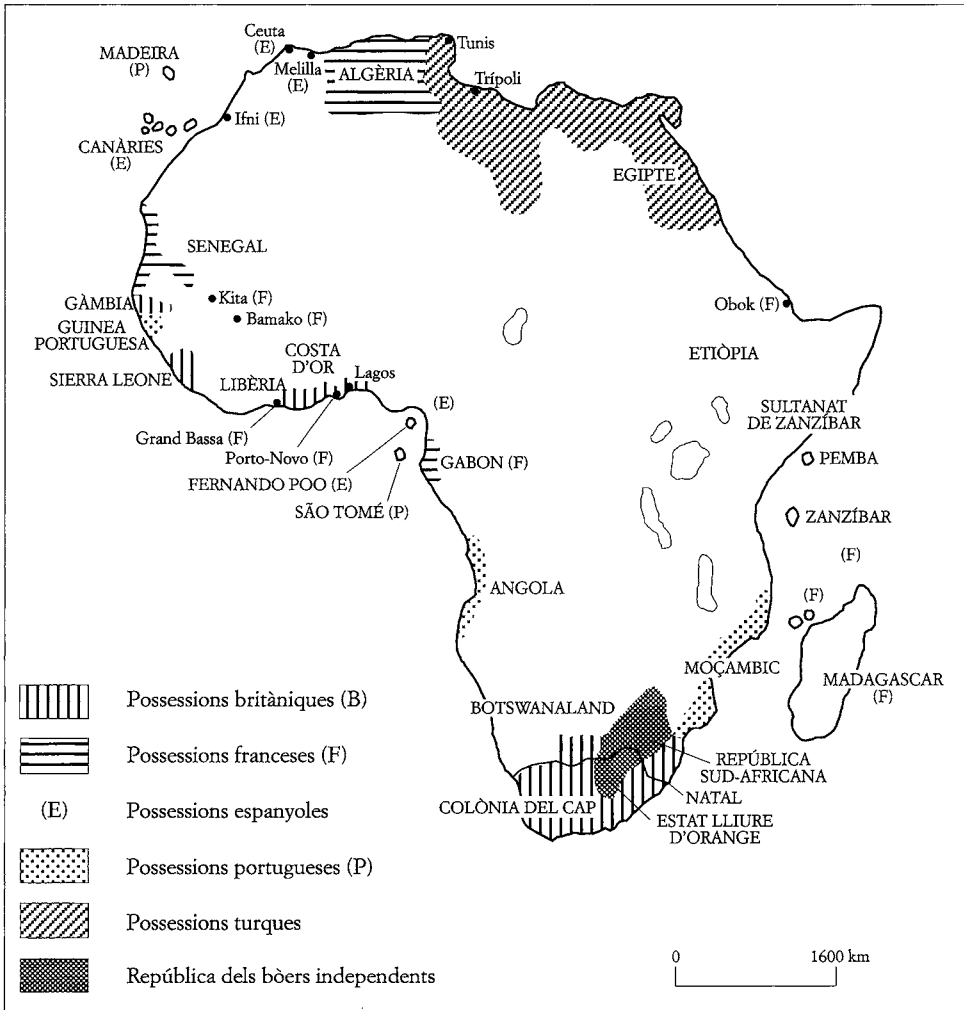 Ceuta
(E)
MADEIRA
(P)
Melilla
(E)
ALGÈRIA
Tunis
Trípoli
Ifni (E)
CANÀRIES
(E)
EGIPTE
SENEGAL
Kita (F)
Bamako (F)
GÀMBIA
GUINEA
PORTUGUESA
SIERRA LEONE
LIBÈRIA
COSTA
D'OR
Lagos
Obok (F)
ETIÒPIA
(E)
Grand Bassa (F)
Porto-Novo (F)
FERNANDO POO (E)
SÃO TOMÉ (P)
GABON (F)
SULTANAT
DE ZANZÍBAR
PEMBA
ZANZÍBAR
(F)
(F)
ANGOLA
MOÇAMBIC
MADAGASCAR
(F)
BOTSWANALAND
REPÚBLICA
SUD-AFRICANA
NATAL
COLÒNIA DEL CAP
ESTAT LLIURE
D'ORANGE
Possessions britàniques (B)
Possessions franceses (F)
(E) Possessions espanyoles
Possessions portugueses (P)
Possessions turques
República dels bòers independents
0 1600 km